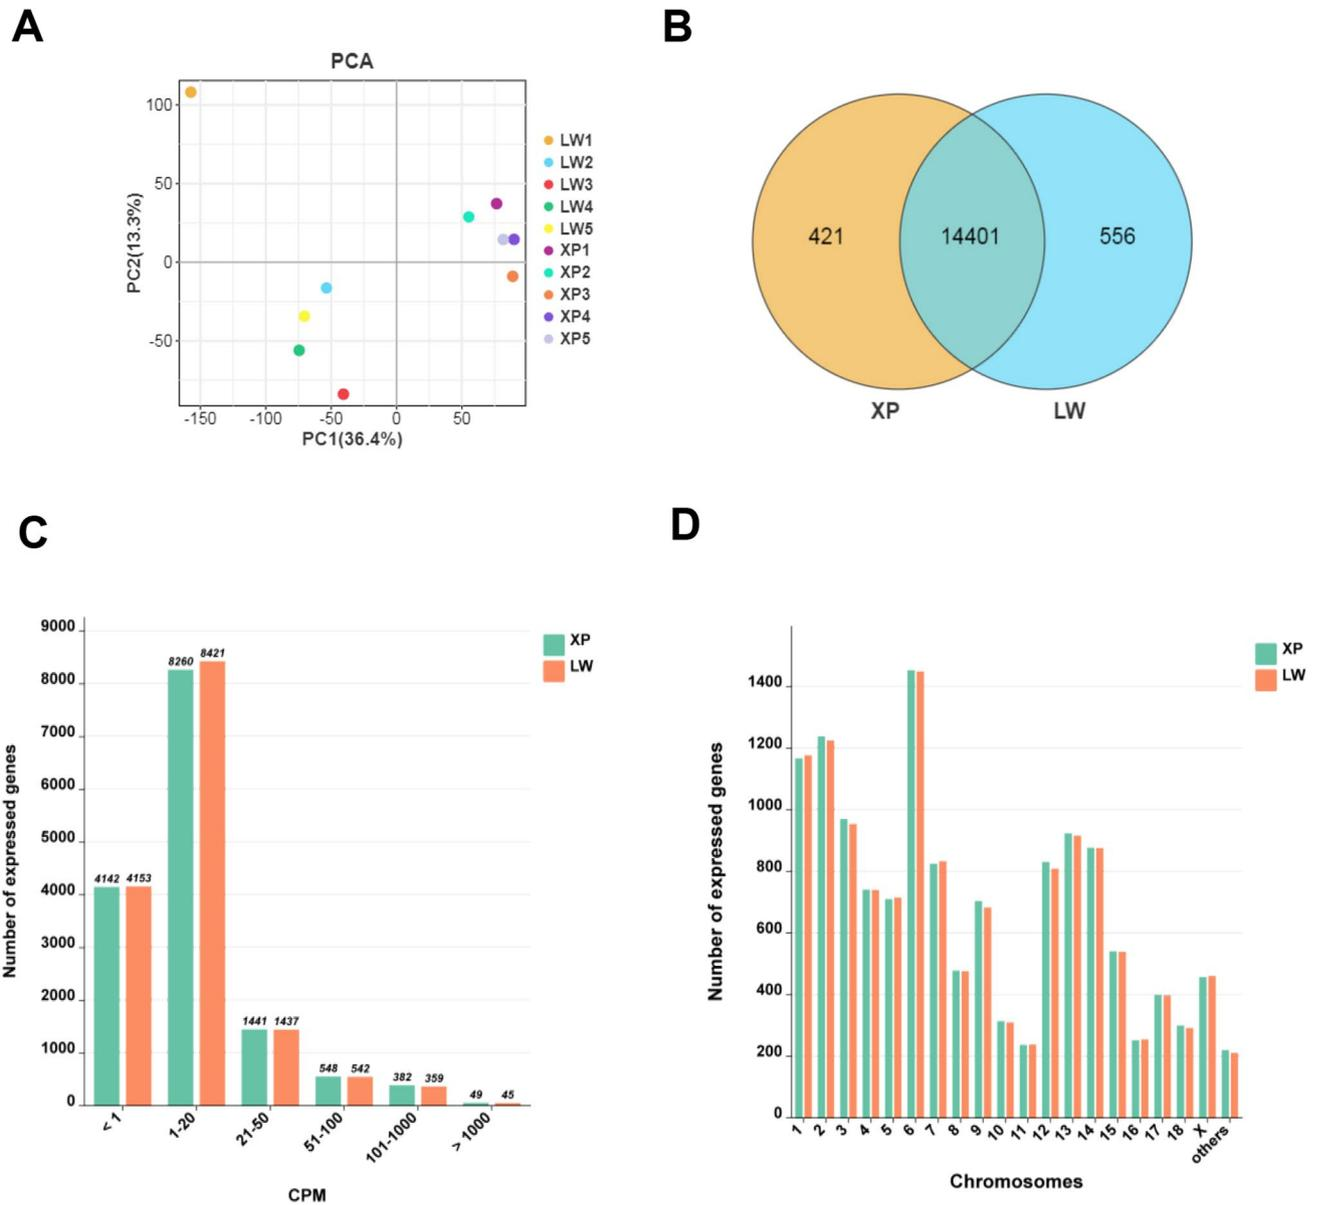 A
PCA
100
50
0
-50
-150 -100 -50 0 50
PC1(36.4%)
PC2(13.3%)
LW1
LW2
LW3
LW4
LW5
XP1
XP2
XP3
XP4
XP5
B
421 14401 556
XP LW
C
9000
8000
7000
6000
5000
4000
3000
2000
1000
0
Number of expressed genes
4142 4153
8260 8421
1441 1437
548 542
382 359
49 45
< 1 1-20 21-50 51-100 101-1000 > 1000
CPM
XP
LW
D
1400
1200
1000
800
600
400
200
0
Number of expressed genes
1 2 3 4 5 6 7 8 9 10 11 12 13 14 15 16 17 18 X others
Chromosomes
XP
LW